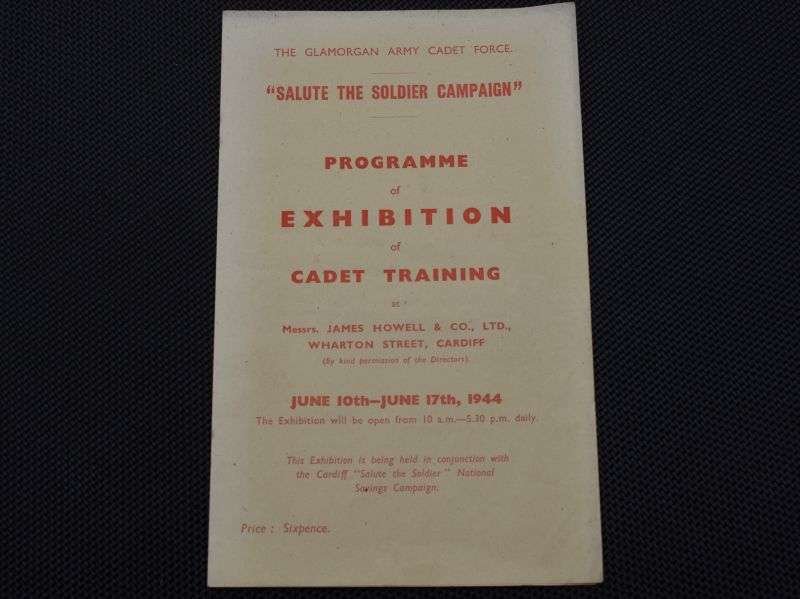 THE GLAMORGAN ARMY CADET FORCE.
"SALUTE THE SOLDIER CAMPAIGN"
PROGRAMME
of
EXHIBITION
of
CADET TRAINING
at
Messrs. JAMES HOWELL & CO., LTD.,
WHARTON STREET, CARDIFF
(By kind permission of the Directors).
JUNE 10th—JUNE 17th, 1944
The Exhibition will be open from 10 a.m.—5.30 p.m. daily.
This Exhibition is being held in conjunction with
the Cardiff "Salute the Soldier" National
Savings Campaign.
Price : Sixpence.